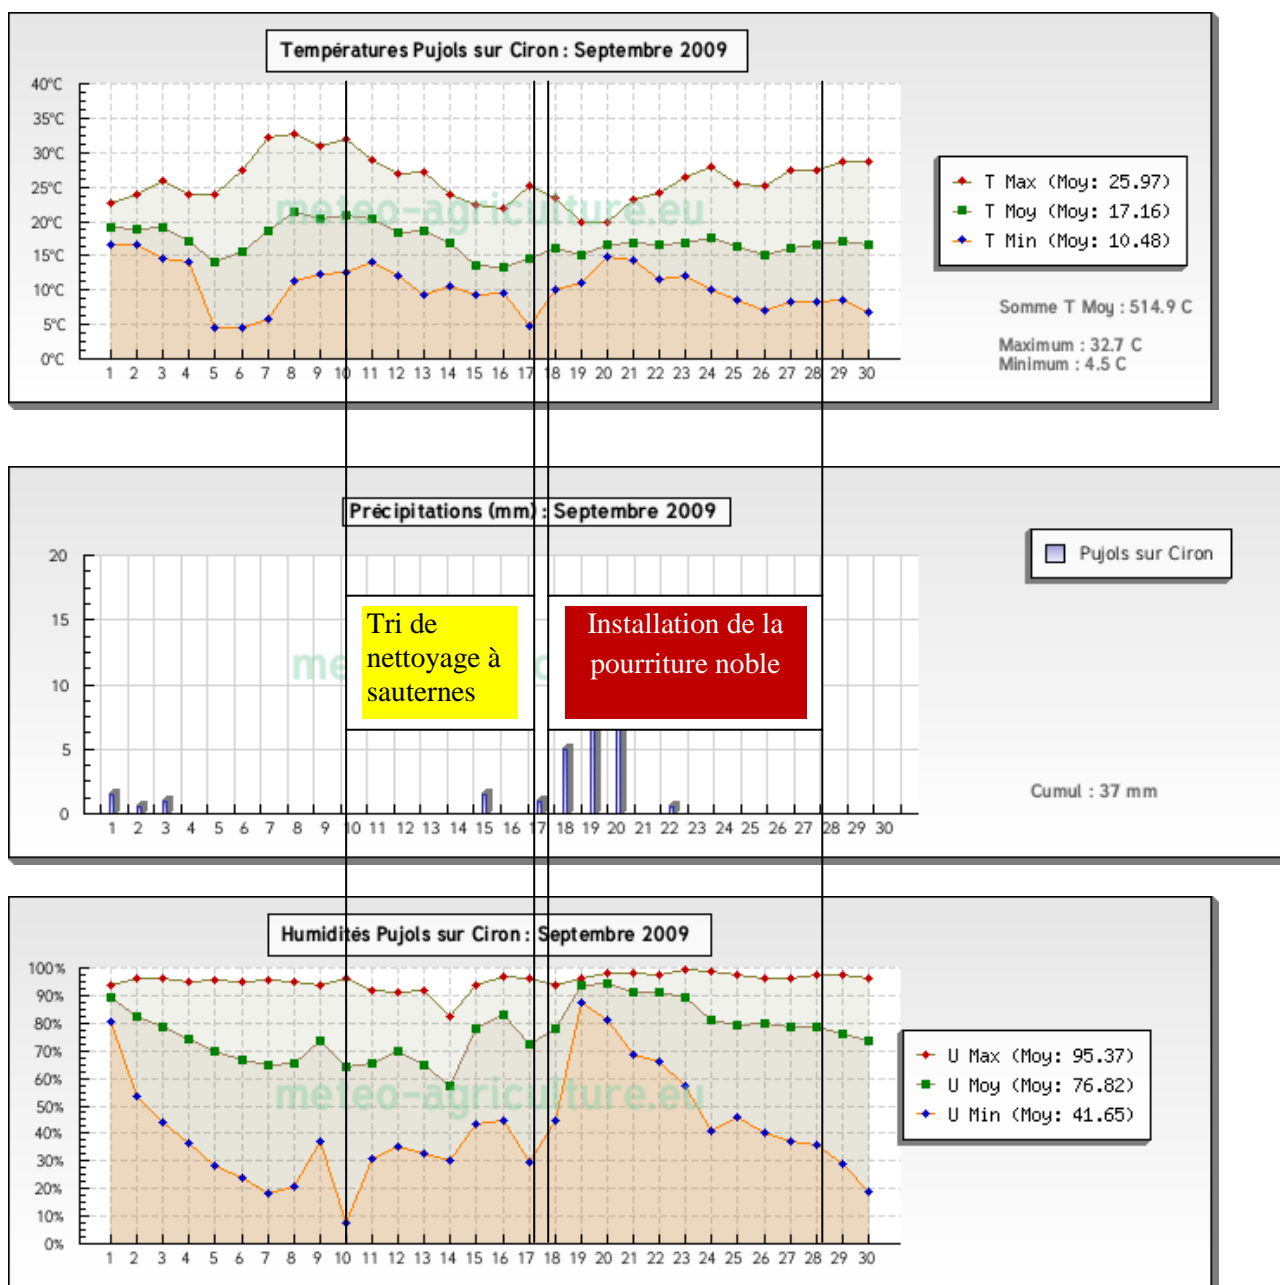 Températures Pujols sur Ciron : Septembre 2009
40°C
35°C
30°C
25°C
20°C
15°C
10°C
5°C
0°C
meteo-agriculture.eu
1 2 3 4 5 6 7 8 9 10 11 12 13 14 15 16 17 18 19 20 21 22 23 24 25 26 27 28 29 30
T Max (Moy: 25.97)
T Moy (Moy: 17.16)
T Min (Moy: 10.48)
Somme T Moy : 514.9 C
Maximum : 32.7 C
Minimum : 4.5 C
Précipitations (mm) : Septembre 2009
20
15
10
5
0
Tri de
nettoyage à
sauternes
Installation de la
pourriture noble
1 2 3 4 5 6 7 8 9 10 11 12 13 14 15 16 17 18 19 20 21 22 23 24 25 26 27 28 29 30
Pujols sur Ciron
Cumul : 37 mm
Humidités Pujols sur Ciron : Septembre 2009
100%
90%
80%
70%
60%
50%
40%
30%
20%
10%
0%
meteo-agriculture.eu
1 2 3 4 5 6 7 8 9 10 11 12 13 14 15 16 17 18 19 20 21 22 23 24 25 26 27 28 29 30
U Max (Moy: 95.37)
U Moy (Moy: 76.82)
U Min (Moy: 41.65)